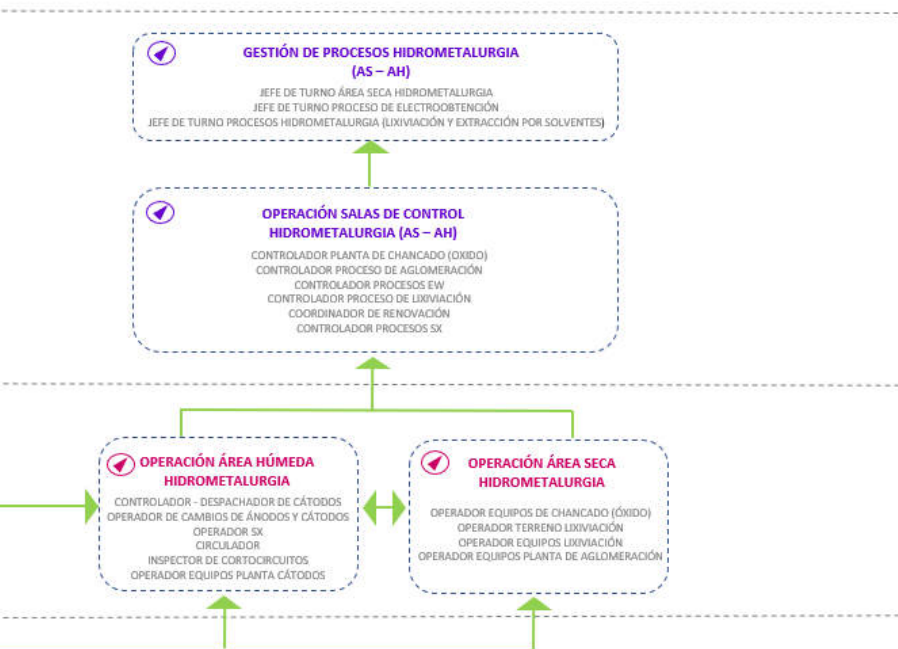 GESTIÓN DE PROCESOS HIDROMETALURGIA
(AS – AH)
JEFE DE TURNO ÁREA SECA HIDROMETALURGIA
JEFE DE TURNO PROCESO DE ELECTROOBTENCIÓN
JEFE DE TURNO PROCESOS HIDROMETALURGIA (LIXIVIACIÓN Y EXTRACCIÓN POR SOLVENTES)
OPERACIÓN SALAS DE CONTROL
HIDROMETALURGIA (AS – AH)
CONTROLADOR PLANTA DE CHANCADO (OXIDO)
CONTROLADOR PROCESO DE AGLOMERACIÓN
CONTROLADOR PROCESOS EW
CONTROLADOR PROCESO DE LIXIVIACIÓN
COORDINADOR DE RENOVACIÓN
CONTROLADOR PROCESOS SX
OPERACIÓN ÁREA HÚMEDA
HIDROMETALURGIA
CONTROLADOR - DESPACHADOR DE CÁTODOS
OPERADOR DE CAMBIOS DE ÁNODOS Y CÁTODOS
OPERADOR SX
CIRCULADOR
INSPECTOR DE CORTOCIRCUITOS
OPERADOR EQUIPOS PLANTA CÁTODOS
OPERACIÓN ÁREA SECA
HIDROMETALURGIA
OPERADOR EQUIPOS DE CHANCADO (ÓXIDO)
OPERADOR TERRENO LIXIVIACIÓN
OPERADOR EQUIPOS LIXIVIACIÓN
OPERADOR EQUIPOS PLANTA DE AGLOMERACIÓN